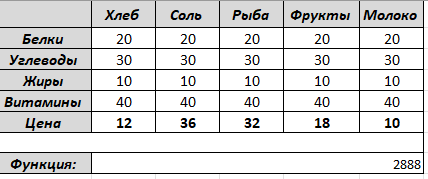 Хлеб Соль Рыба Фрукты Молоко
Белки 20 20 20 20 20
Углеводы 30 30 30 30 30
Жиры 10 10 10 10 10
Витамины 40 40 40 40 40
Цена 12 36 32 18 10
Функция: 2888